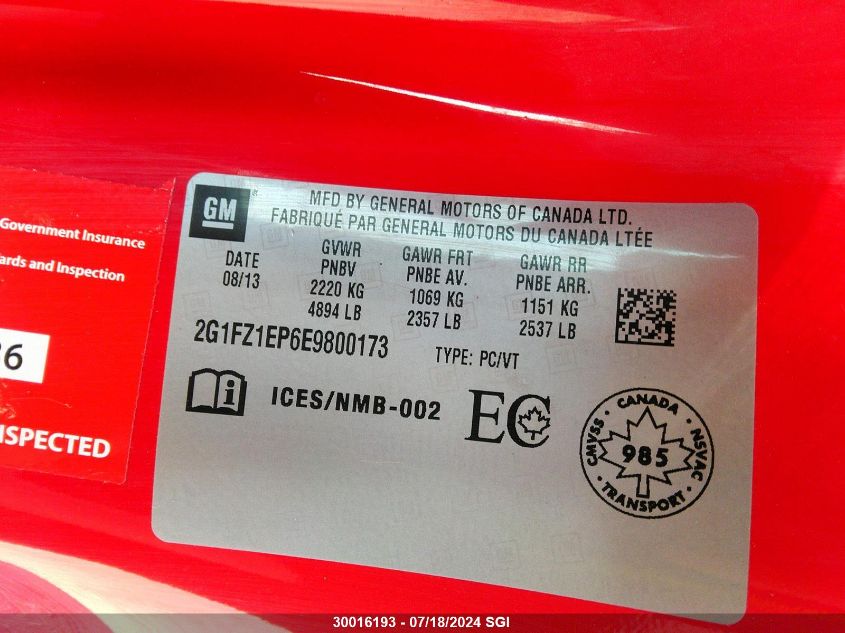 GM
MFD BY GENERAL MOTORS OF CANADA LTD.
FABRIQUÉ PAR GENERAL MOTORS DU CANADA LTÉE
DATE
08/13
GVWR
PNBV
2220 KG
4894 LB
GAWR FRT
PNBE AV.
1069 KG
2357 LB
GAWR RR
PNBE ARR.
1151 KG
2537 LB
2G1FZ1EP6E9800173
TYPE: PC/VT
ICES/NMB-002
EC
CANADA
CMVSS
985
NSVAC
TRANSPORT
Government Insurance
and Inspection
30016193 - 07/18/2024 SGI